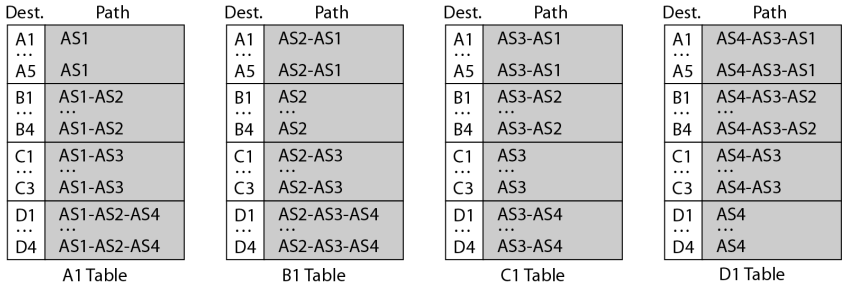 Dest. Path
A1 AS1
... 
A5 AS1
B1 AS1-AS2
... ...
B4 AS1-AS2
C1 AS1-AS3
... ...
C3 AS1-AS3
D1 AS1-AS2-AS4
... ...
D4 AS1-AS2-AS4
A1 Table
Dest. Path
A1 AS2-AS1
...
A5 AS2-AS1
B1 AS2
... ...
B4 AS2
C1 AS2-AS3
... ...
C3 AS2-AS3
D1 AS2-AS3-AS4
... ...
D4 AS2-AS3-AS4
B1 Table
Dest. Path
A1 AS3-AS1
...
A5 AS3-AS1
B1 AS3-AS2
... ...
B4 AS3-AS2
C1 AS3
... ...
C3 AS3
D1 AS3-AS4
... ...
D4 AS3-AS4
C1 Table
Dest. Path
A1 AS4-AS3-AS1
...
A5 AS4-AS3-AS1
B1 AS4-AS3-AS2
... ...
B4 AS4-AS3-AS2
C1 AS4-AS3
... ...
C3 AS4-AS3
D1 AS4
... ...
D4 AS4
D1 Table